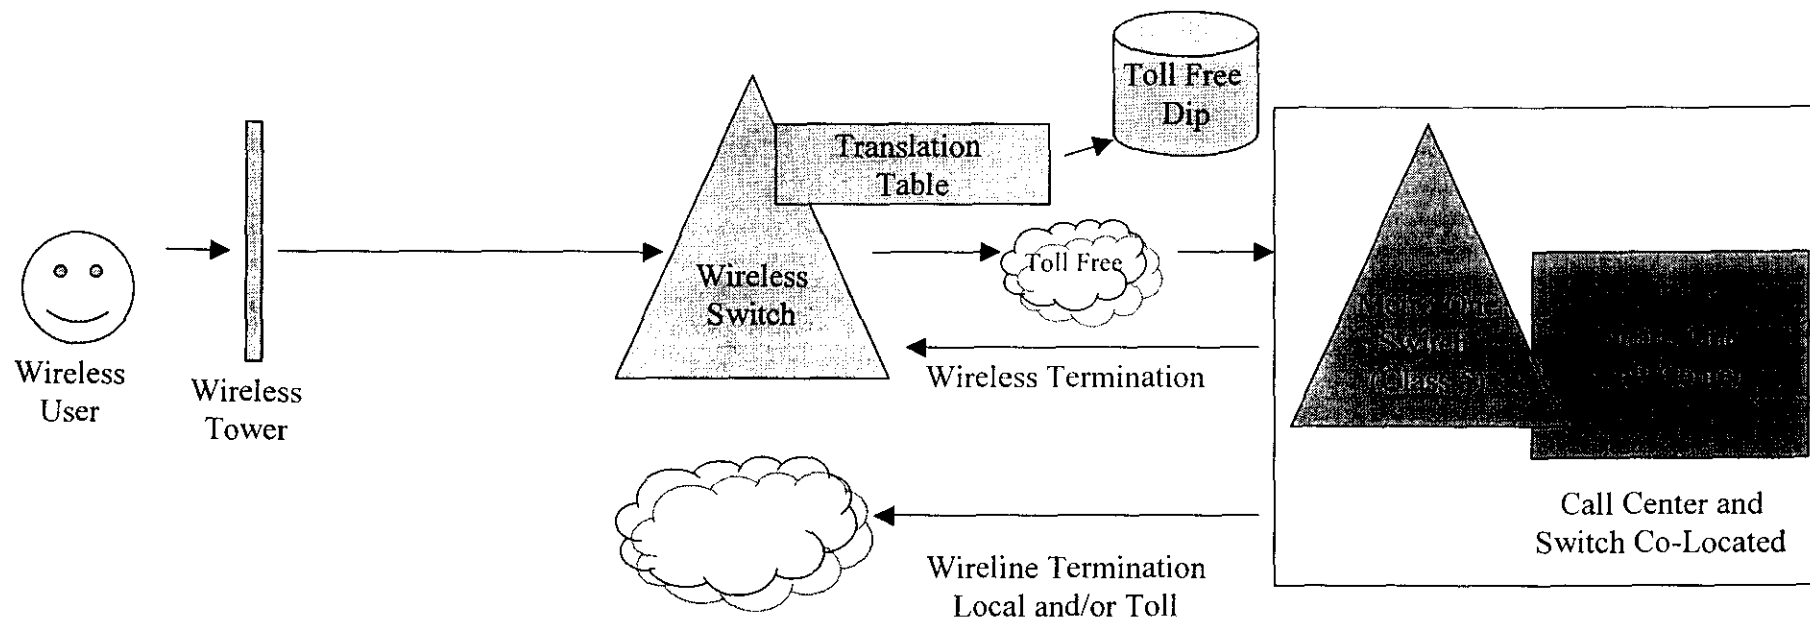 Toll Free
Dip
Translation
Table
Wireless
Switch
Toll Free
Wireless
User
Wireless
Tower
Wireless Termination
Switch
Call Center and
Switch Co-Located
Wireline Termination
Local and/or Toll